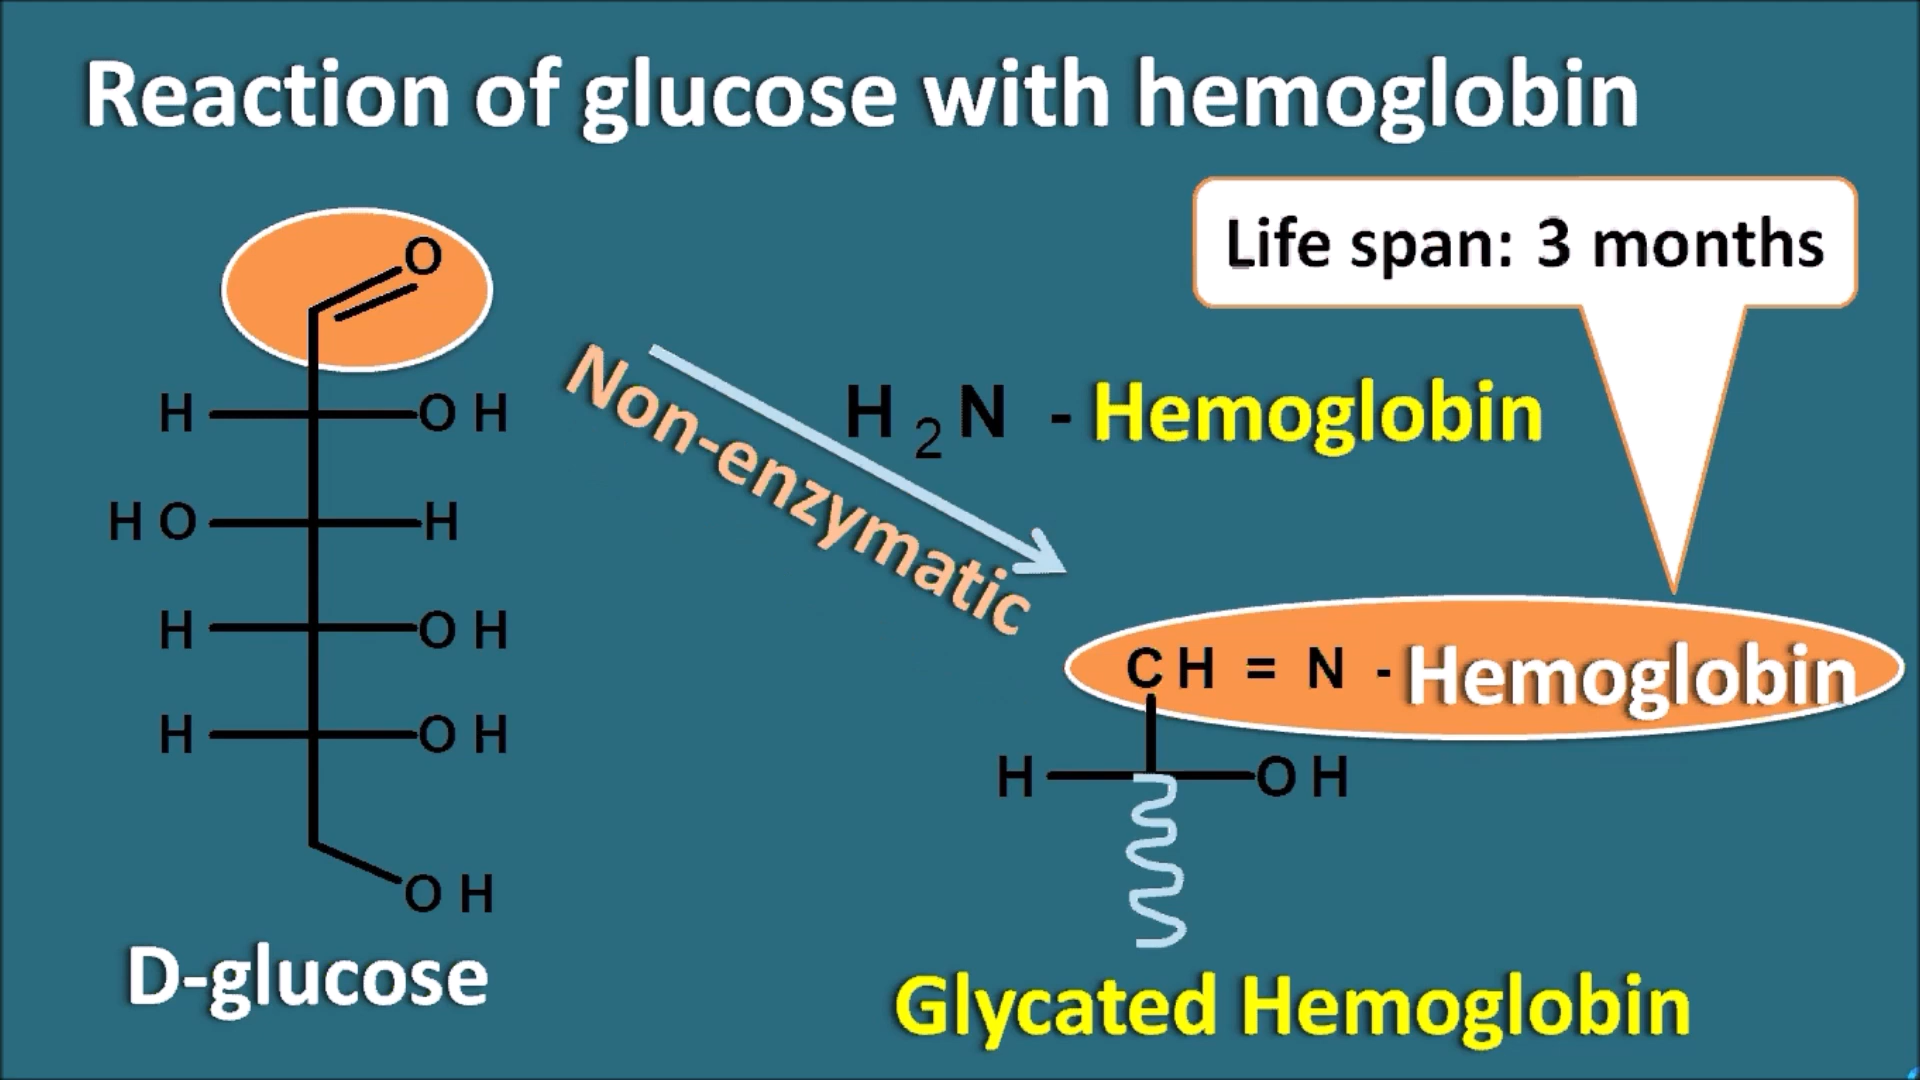 Reaction of glucose with hemoglobin
Life span: 3 months
O
H OH
HO H
H OH
H OH
OH
D-glucose
Non-enzymatic
H2N - Hemoglobin
CH = N - Hemoglobin
H OH
Glycated Hemoglobin